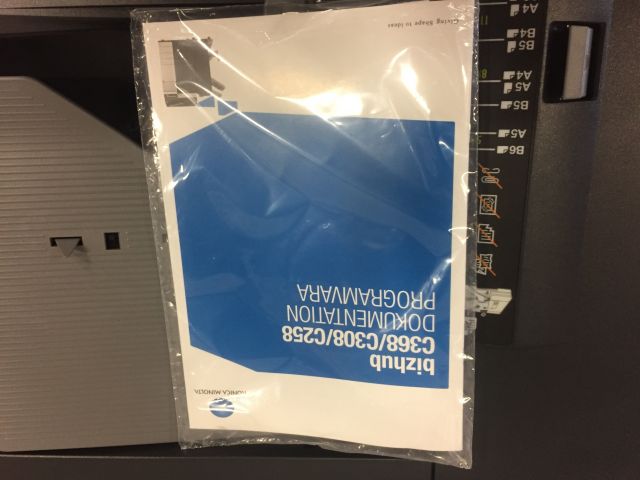 KONICA MINOLTA
bizhub
C368/C308/C258
DOKUMENTATION
PROGRAMVARA
Giving Shape to Ideas
A4
B4
B5
A4
A5
B5
A5
B6